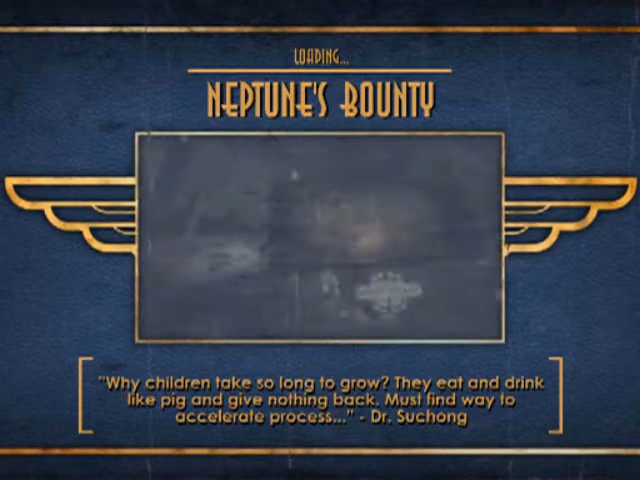 LOADING...
NEPTUNE'S BOUNTY
"Why children take so long to grow? They eat and drink
like pig and give nothing back. Must find way to
accelerate process..." - Dr. Suchong